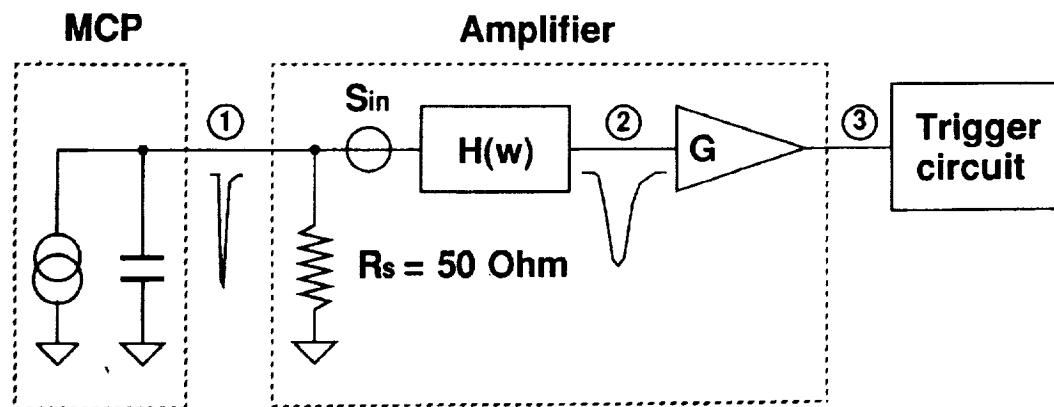 MCP
Amplifier
①
Sin
H(w)
②
G
③
Trigger
circuit
Rs = 50 Ohm